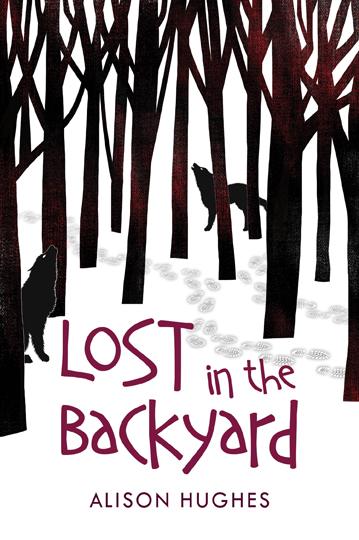 LOST in the
Backyard
ALISON HUGHES